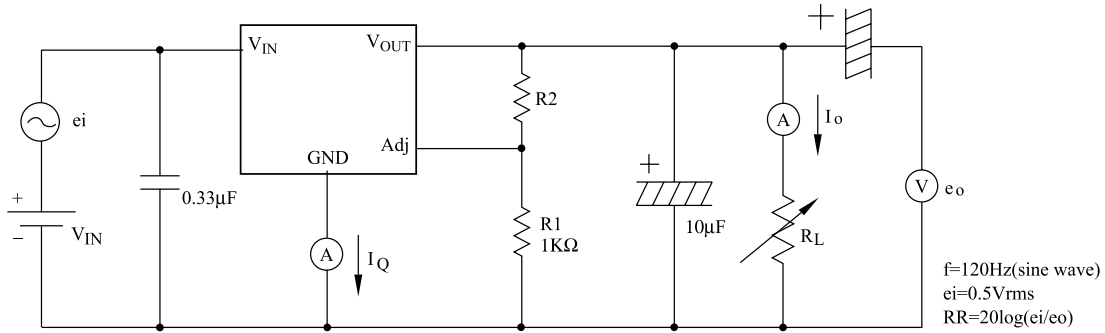 V_IN
V_OUT
Adj
GND
ei
+
−
V_IN
0.33μF
A
I_Q
R2
R1
1KΩ
+
10μF
A
I_o
R_L
+
V
e_o
f=120Hz(sine wave)
ei=0.5Vrms
RR=20log(ei/eo)